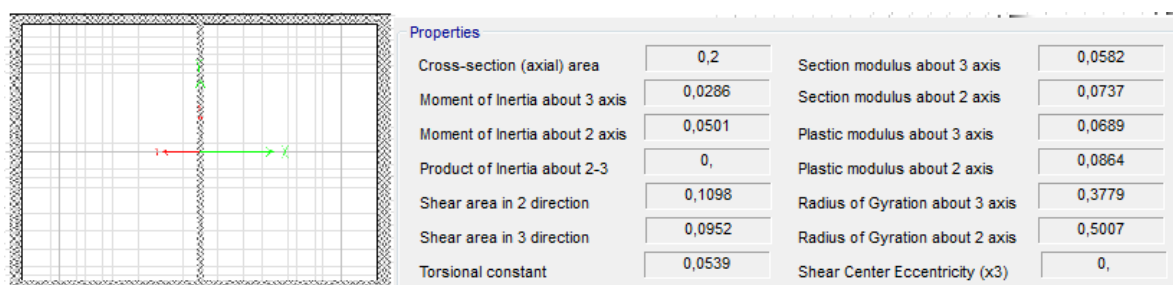 Properties
Cross-section (axial) area 0,2 Section modulus about 3 axis 0,0582
Moment of Inertia about 3 axis 0,0286 Section modulus about 2 axis 0,0737
Moment of Inertia about 2 axis 0,0501 Plastic modulus about 3 axis 0,0689
Product of Inertia about 2-3 0, Plastic modulus about 2 axis 0,0864
Shear area in 2 direction 0,1098 Radius of Gyration about 3 axis 0,3779
Shear area in 3 direction 0,0952 Radius of Gyration about 2 axis 0,5007
Torsional constant 0,0539 Shear Center Eccentricity (x3) 0,
X